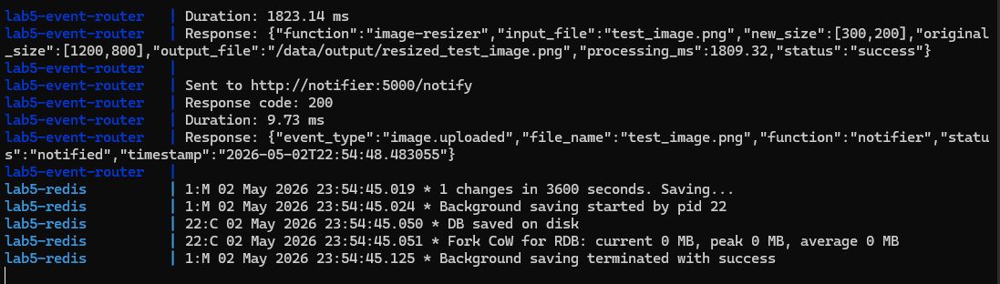 lab5-event-router   | Duration: 1823.14 ms
lab5-event-router   | Response: {"function":"image-resizer","input_file":"test_image.png","new_size":[300,200],"original
_size":[1200,800],"output_file":"/data/output/resized_test_image.png","processing_ms":1809.32,"status":"success"}
lab5-event-router   |
lab5-event-router   | Sent to http://notifier:5000/notify
lab5-event-router   | Response code: 200
lab5-event-router   | Duration: 9.73 ms
lab5-event-router   | Response: {"event_type":"image.uploaded","file_name":"test_image.png","function":"notifier","statu
s":"notified","timestamp":"2026-05-02T22:54:48.483055"}
lab5-event-router   |
lab5-redis          | 1:M 02 May 2026 23:54:45.019 * 1 changes in 3600 seconds. Saving...
lab5-redis          | 1:M 02 May 2026 23:54:45.024 * Background saving started by pid 22
lab5-redis          | 22:C 02 May 2026 23:54:45.050 * DB saved on disk
lab5-redis          | 22:C 02 May 2026 23:54:45.051 * Fork CoW for RDB: current 0 MB, peak 0 MB, average 0 MB
lab5-redis          | 1:M 02 May 2026 23:54:45.125 * Background saving terminated with success